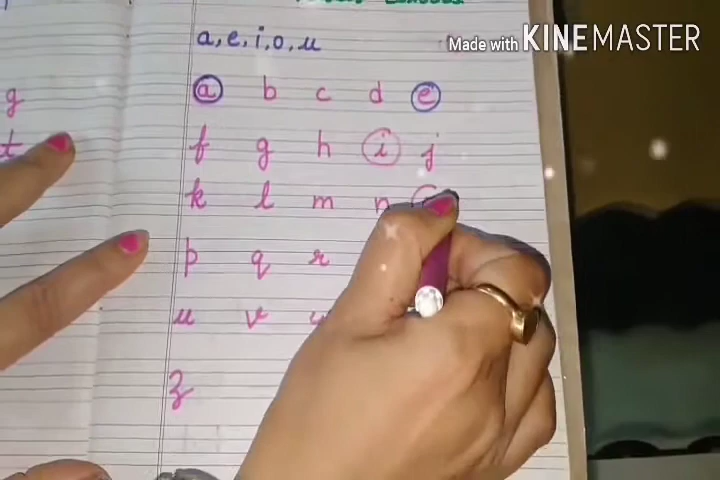 a, e, i, o, u
Made with KINEMASTER
a b c d e
g
f g h i j
t
k l m n
p q r
u v
z